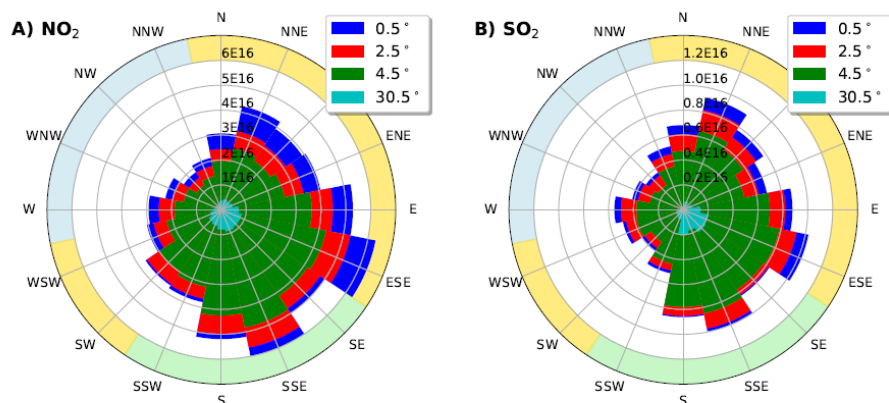 A) NO₂
N
NNE
ENE
E
ESE
SE
SSE
S
SSW
SW
WSW
W
WNW
NW
NNW
6E16
5E16
4E16
3E16
2E16
1E16
0.5°
2.5°
4.5°
30.5°
B) SO₂
N
NNE
ENE
E
ESE
SE
SSE
S
SSW
SW
WSW
W
WNW
NW
NNW
1.2E16
1.0E16
0.8E16
0.6E16
0.4E16
0.2E16
0.5°
2.5°
4.5°
30.5°